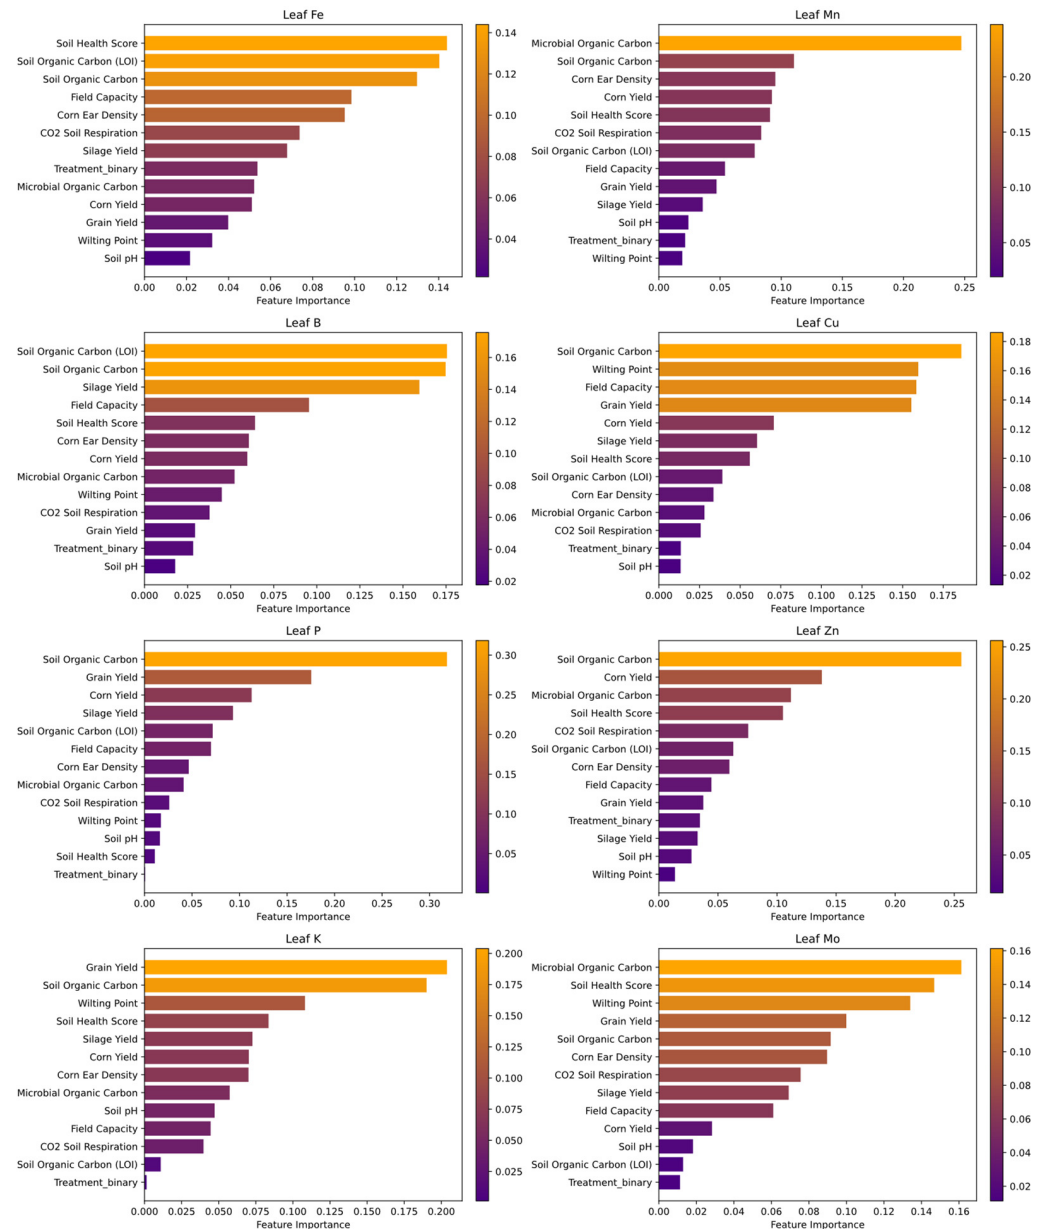 Leaf Fe
Soil Health Score
Soil Organic Carbon (LOI)
Soil Organic Carbon
Field Capacity
Corn Ear Density
CO2 Soil Respiration
Silage Yield
Treatment_binary
Microbial Organic Carbon
Corn Yield
Grain Yield
Wilting Point
Soil pH
0.00 0.02 0.04 0.06 0.08 0.10 0.12 0.14
Feature Importance
0.14
0.12
0.10
0.08
0.06
0.04
Leaf Mn
Microbial Organic Carbon
Soil Organic Carbon
Corn Ear Density
Corn Yield
Soil Health Score
CO2 Soil Respiration
Soil Organic Carbon (LOI)
Field Capacity
Grain Yield
Silage Yield
Soil pH
Treatment_binary
Wilting Point
0.00 0.05 0.10 0.15 0.20 0.25
Feature Importance
0.20
0.15
0.10
0.05
Leaf B
Soil Organic Carbon (LOI)
Soil Organic Carbon
Silage Yield
Field Capacity
Soil Health Score
Corn Ear Density
Corn Yield
Microbial Organic Carbon
Wilting Point
CO2 Soil Respiration
Grain Yield
Treatment_binary
Soil pH
0.000 0.025 0.050 0.075 0.100 0.125 0.150 0.175
Feature Importance
0.16
0.14
0.12
0.10
0.08
0.06
0.04
0.02
Leaf Cu
Soil Organic Carbon
Wilting Point
Field Capacity
Grain Yield
Corn Yield
Silage Yield
Soil Health Score
Soil Organic Carbon (LOI)
Corn Ear Density
Microbial Organic Carbon
CO2 Soil Respiration
Treatment_binary
Soil pH
0.000 0.025 0.050 0.075 0.100 0.125 0.150 0.175
Feature Importance
0.18
0.16
0.14
0.12
0.10
0.08
0.06
0.04
0.02
Leaf P
Soil Organic Carbon
Grain Yield
Corn Yield
Silage Yield
Soil Organic Carbon (LOI)
Field Capacity
Corn Ear Density
Microbial Organic Carbon
CO2 Soil Respiration
Wilting Point
Soil pH
Soil Health Score
Treatment_binary
0.00 0.05 0.10 0.15 0.20 0.25 0.30
Feature Importance
0.30
0.25
0.20
0.15
0.10
0.05
Leaf Zn
Soil Organic Carbon
Corn Yield
Microbial Organic Carbon
Soil Health Score
CO2 Soil Respiration
Soil Organic Carbon (LOI)
Corn Ear Density
Field Capacity
Grain Yield
Treatment_binary
Silage Yield
Soil pH
Wilting Point
0.00 0.05 0.10 0.15 0.20 0.25
Feature Importance
0.25
0.20
0.15
0.10
0.05
Leaf K
Grain Yield
Soil Organic Carbon
Wilting Point
Soil Health Score
Silage Yield
Corn Yield
Corn Ear Density
Microbial Organic Carbon
Soil pH
Field Capacity
CO2 Soil Respiration
Soil Organic Carbon (LOI)
Treatment_binary
0.000 0.025 0.050 0.075 0.100 0.125 0.150 0.175 0.200
Feature Importance
0.200
0.175
0.150
0.125
0.100
0.075
0.050
0.025
Leaf Mo
Microbial Organic Carbon
Soil Health Score
Wilting Point
Grain Yield
Soil Organic Carbon
Corn Ear Density
CO2 Soil Respiration
Silage Yield
Field Capacity
Corn Yield
Soil pH
Soil Organic Carbon (LOI)
Treatment_binary
0.00 0.02 0.04 0.06 0.08 0.10 0.12 0.14 0.16
Feature Importance
0.16
0.14
0.12
0.10
0.08
0.06
0.04
0.02